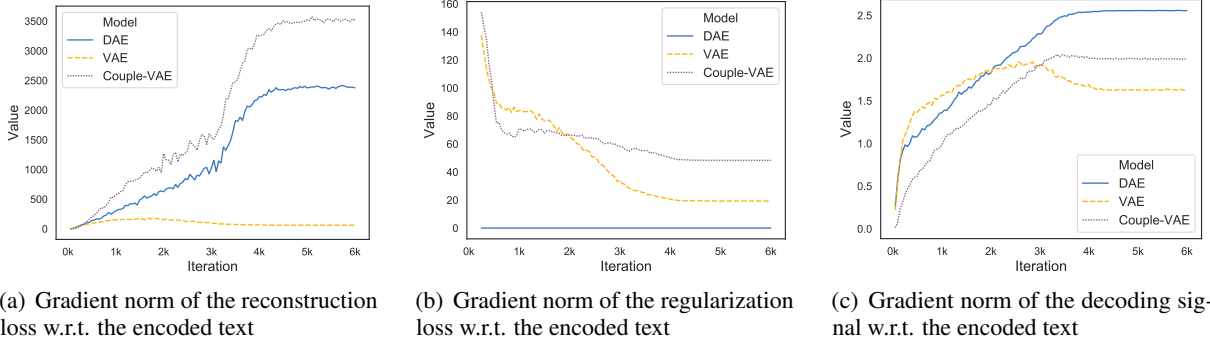 Model
DAE
VAE
Couple-VAE
Value
3500
3000
2500
2000
1500
1000
500
0
0k 1k 2k 3k 4k 5k 6k
Iteration
(a) Gradient norm of the reconstruction
loss w.r.t. the encoded text
Model
DAE
VAE
Couple-VAE
Value
160
140
120
100
80
60
40
20
0
0k 1k 2k 3k 4k 5k 6k
Iteration
(b) Gradient norm of the regularization
loss w.r.t. the encoded text
Value
2.5
2.0
1.5
1.0
0.5
0.0
Model
DAE
VAE
Couple-VAE
0k 1k 2k 3k 4k 5k 6k
Iteration
(c) Gradient norm of the decoding sig-
nal w.r.t. the encoded text